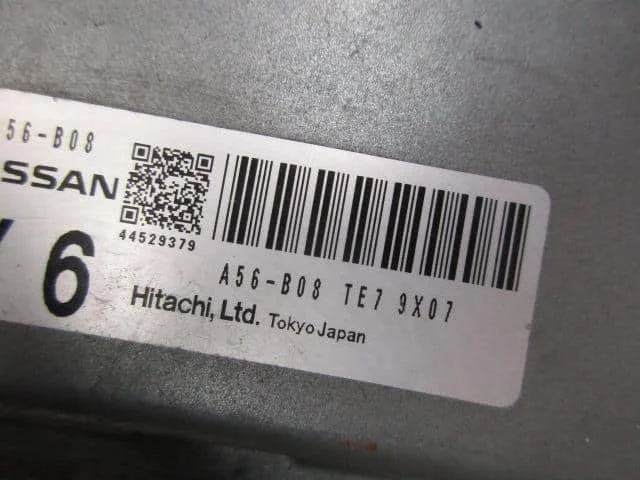 56-B08
SSAN
6
44529379
A56-B08 TE7 9X07
Hitachi, Ltd. Tokyo Japan